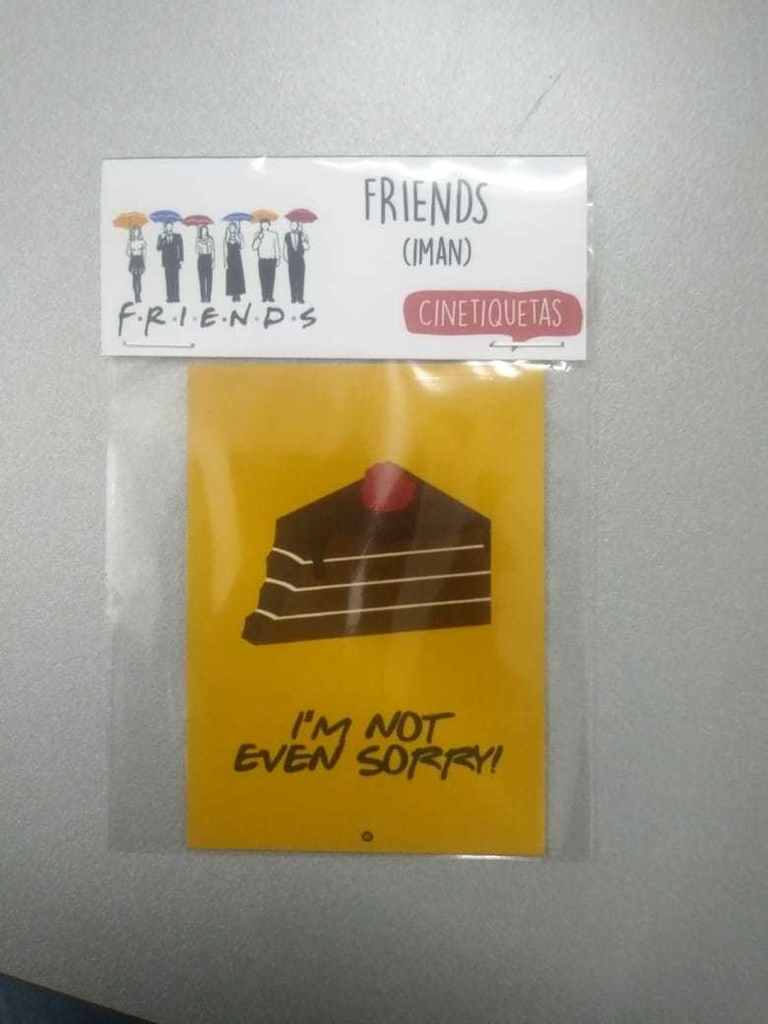 FRIENDS
(IMAN)
F·R·I·E·N·D·S
CINETIQUETAS
I'M NOT
EVEN SORRY!